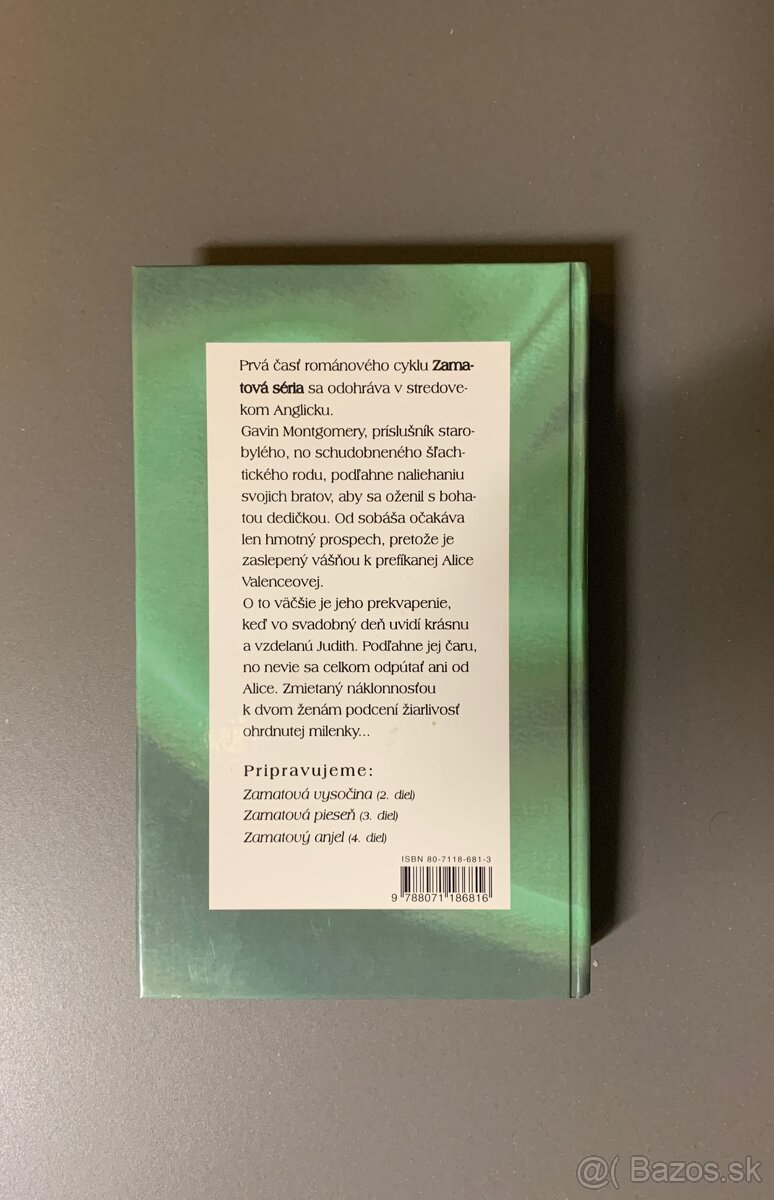 Prvá časť románového cyklu Zama-
tová séria sa odohráva v stredove-
kom Anglicku.
Gavin Montgomery, príslušník staro-
bylého, no schudobneného šľach-
tického rodu, podľahne naliehaniu
svojich bratov, aby sa oženil s boha-
tou dedičkou. Od sobáša očakáva
len hmotný prospech, pretože je
zaslepený vášňou k prefíkanej Alice
Valenceovej.
O to väčšie je jeho prekvapenie,
keď vo svadobný deň uvidí krásnu
a vzdelanú Judith. Podľahne jej čaru,
no nevie sa celkom odpútať ani od
Alice. Zmietaný náklonnosťou
k dvom ženám podcení žiarlivosť
ohrdnutej milenky...
Pripravujeme:
Zamatová vysočina (2. diel)
Zamatová pieseň (3. diel)
Zamatový anjel (4. diel)
ISBN 80-7118-681-3
9 788071 186816
@( Bazos.sk